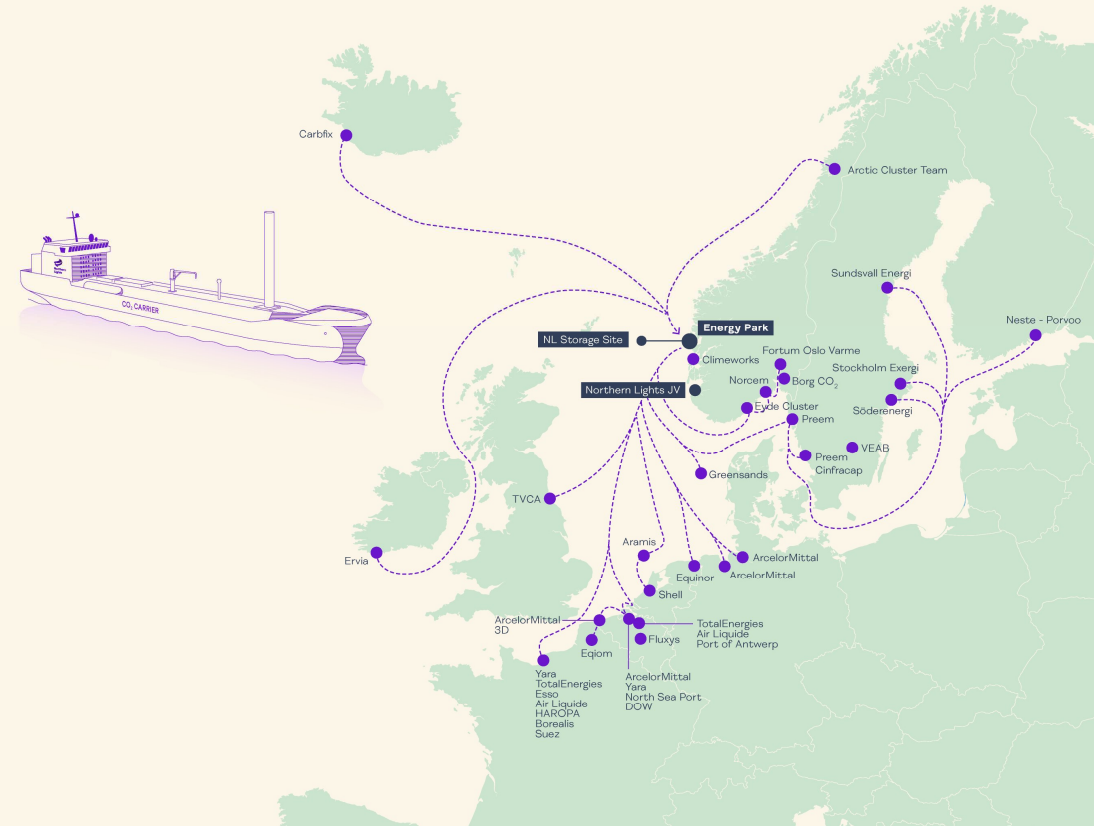 Carbfix
Arctic Cluster Team
Sundsvall Energi
Neste - Porvoo
Energy Park
NL Storage Site
Climeworks
Fortum Oslo Varme
Stockholm Exergi
Norcem
Borg CO₂
Northern Lights JV
Eyde Cluster
Söderenergi
Preem
VEAB
Preem
Cinfracap
Greensands
TVCA
Aramis
Ervia
ArcelorMittal
Equinor
ArcelorMittal
Shell
ArcelorMittal
3D
TotalEnergies
Air Liquide
Port of Antwerp
Fluxys
Eqiom
Yara
TotalEnergies
Esso
Air Liquide
HAROPA
Borealis
Suez
ArcelorMittal
Yara
North Sea Port
DOW
CO₂ CARRIER